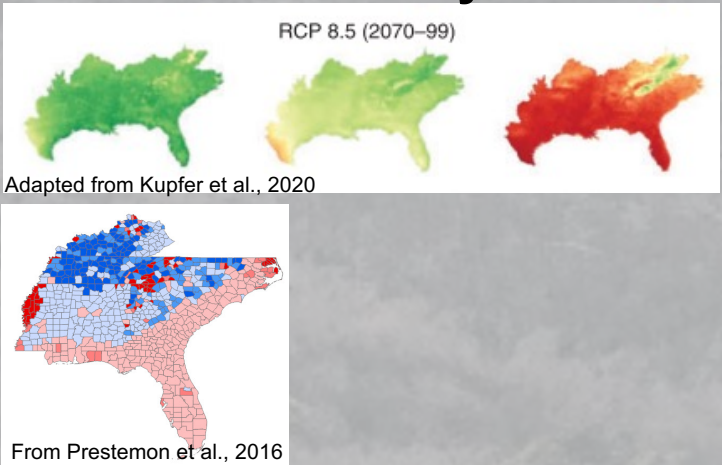 RCP 8.5 (2070–99)
Adapted from Kupfer et al., 2020
From Prestemon et al., 2016